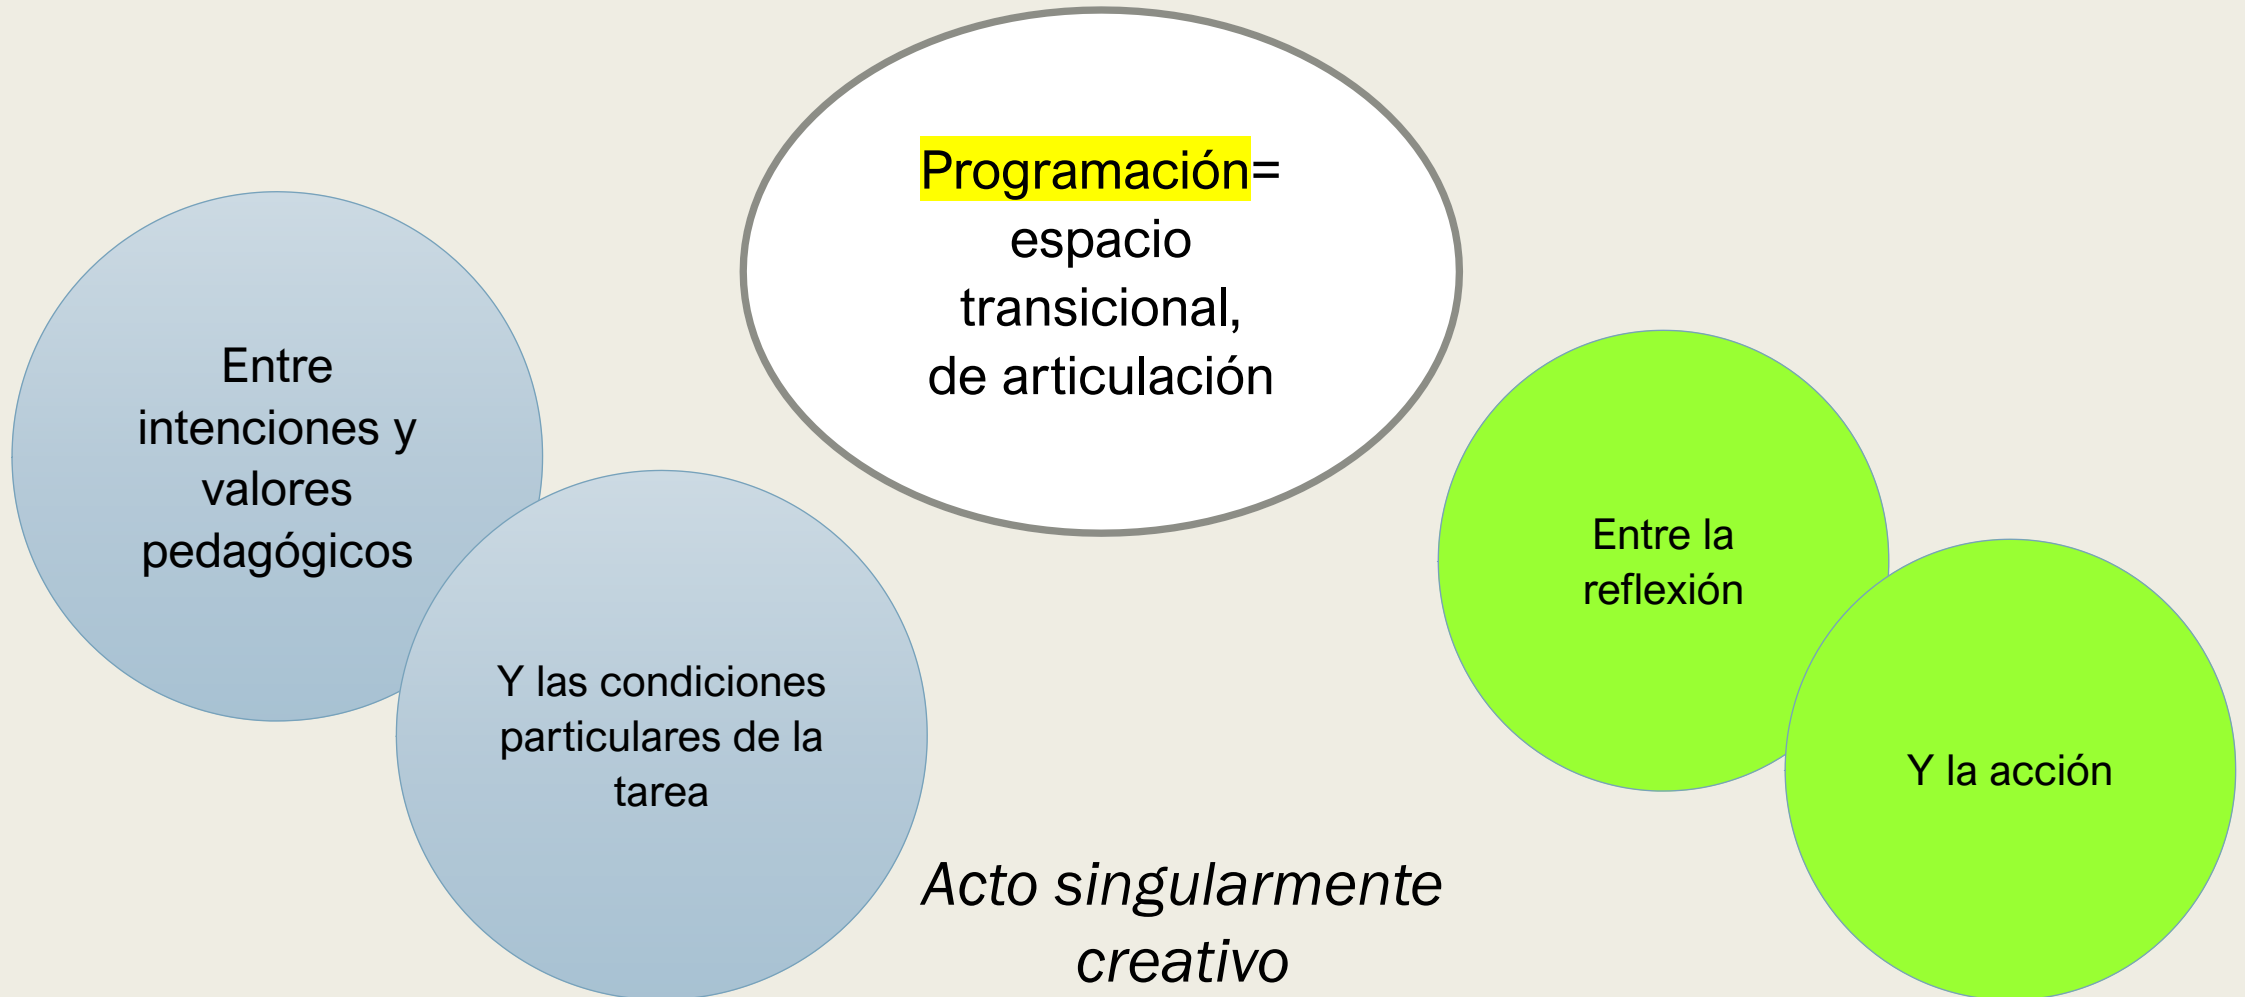 Programación=
espacio
transicional,
de articulación
Entre
intenciones y
valores
pedagógicos
Y las condiciones
particulares de la
tarea
Entre la
reflexión
Y la acción
Acto singularmente
creativo